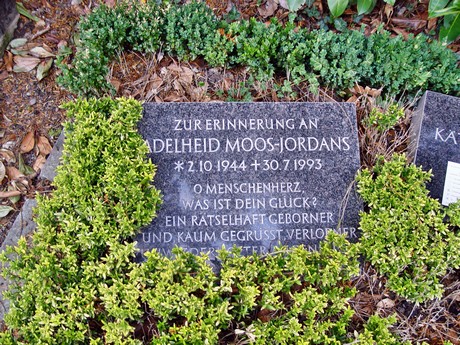 ZUR ERINNERUNG AN
ADELHEID MOOS-JORDANS
*2.10.1944 +30.7.1993
O MENSCHENHERZ,
WAS IST DEIN GLÜCK?
EIN RÄTSELHAFT GEBORNER
UND KAUM GEGRÜSST, VERLORNER
KA